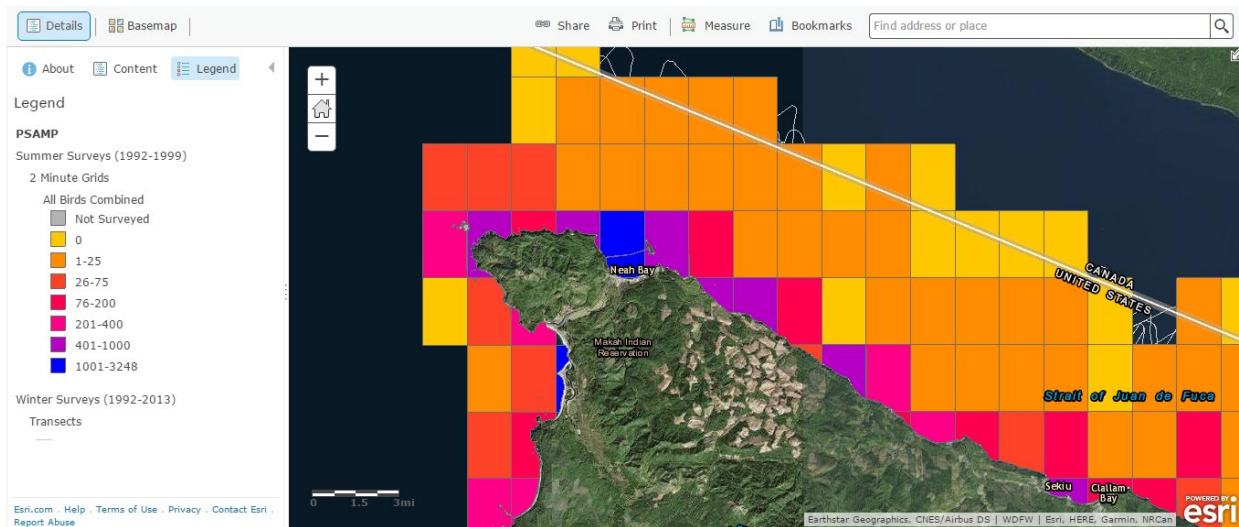 Details
Basemap
Share
Print
Measure
Bookmarks
Find address or place
About
Content
Legend
Legend
PSAMP
Summer Surveys (1992-1999)
2 Minute Grids
All Birds Combined
Not Surveyed
0
1-25
26-75
76-200
201-400
401-1000
1001-3248
Winter Surveys (1992-2013)
Transects
Esri.com . Help . Terms of Use . Privacy . Contact Esri .
Report Abuse
Neah Bay
Makah Indian
Reservation
CANADA
UNITED STATES
Strait of Juan de Fuca
Sekiu
Clallam
Bay
0 1.5 3mi
Earthstar Geographics, CNES/Airbus DS | WDFW | Esri, HERE, Garmin, NRCan
POWERED BY
esri